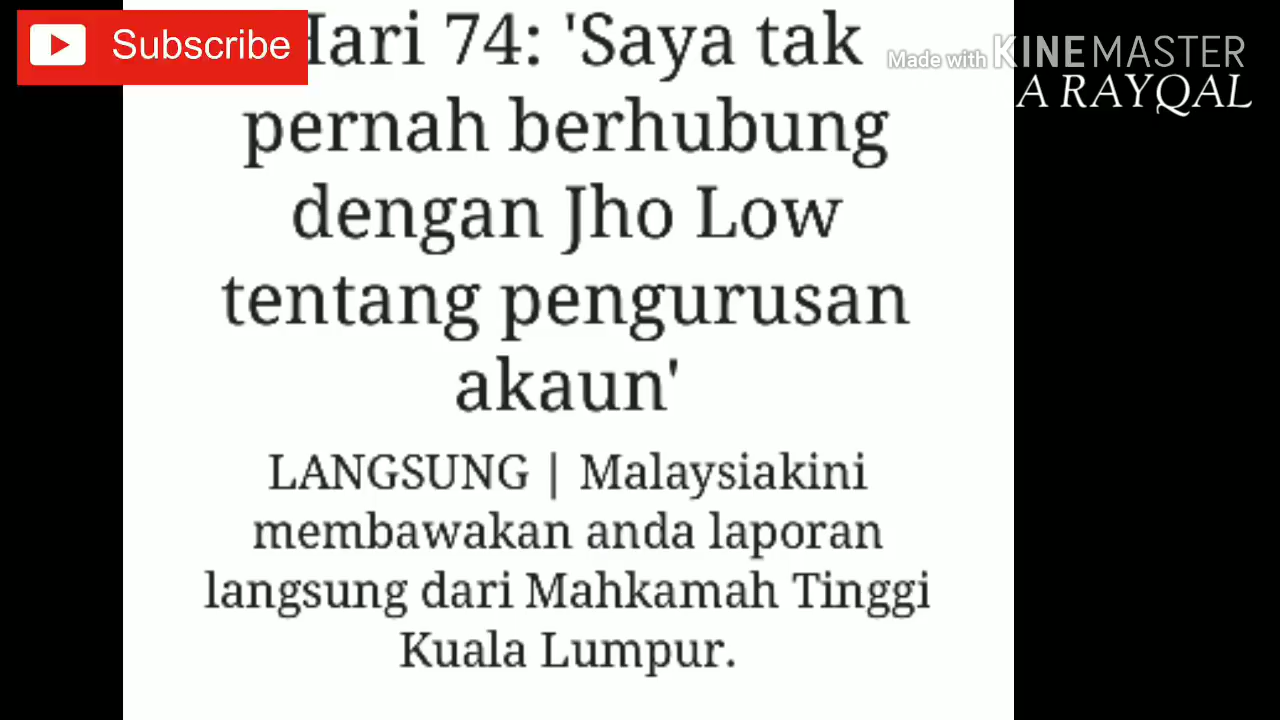 Subscribe
Hari 74: 'Saya tak
pernah berhubung
dengan Jho Low
tentang pengurusan
akaun'
LANGSUNG | Malaysiakini
membawakan anda laporan
langsung dari Mahkamah Tinggi
Kuala Lumpur.
Made with KINEMASTER
A RAYQAL